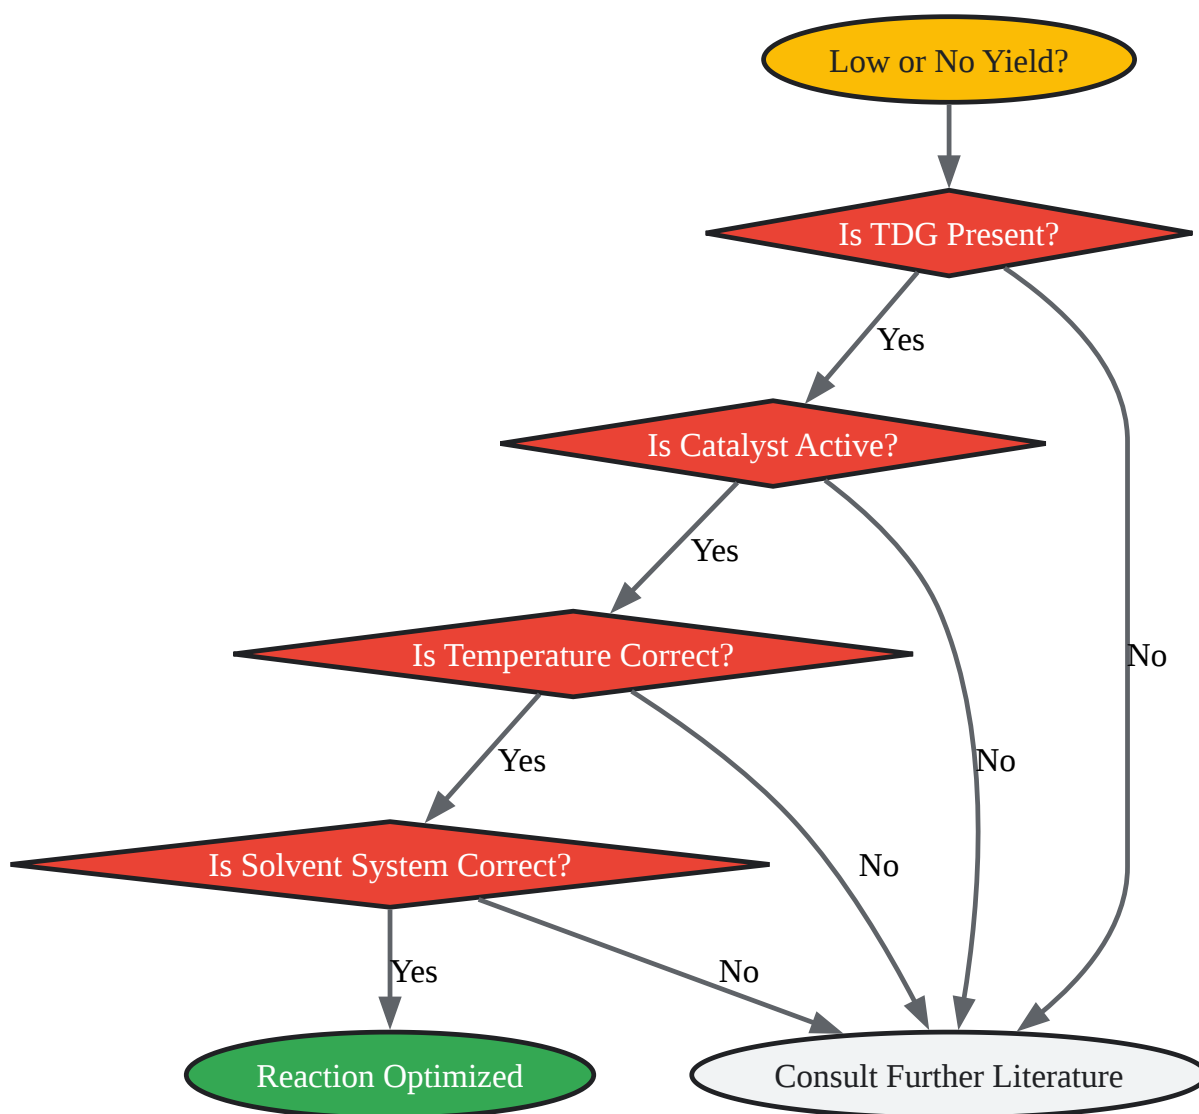 Low or No Yield?
Is TDG Present?
Yes
Is Catalyst Active?
Yes
Is Temperature Correct?
No
Yes
No
Is Solvent System Correct?
No
Yes
No
Reaction Optimized
Consult Further Literature